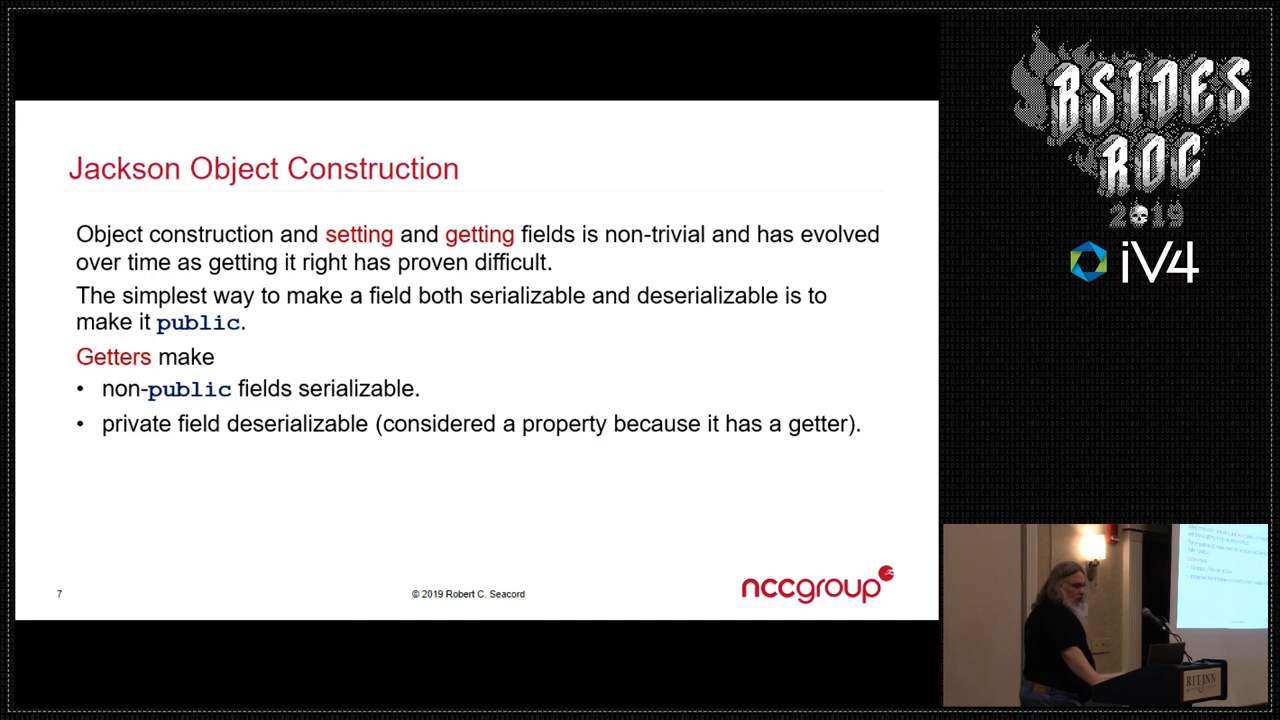 Jackson Object Construction
Object construction and setting and getting fields is non-trivial and has evolved
over time as getting it right has proven difficult.
The simplest way to make a field both serializable and deserializable is to
make it public.
Getters make
• non-public fields serializable.
• private field deserializable (considered a property because it has a getter).
7
© 2019 Robert C. Seacord
nccgroup
BSIDES
ROC
2019
iV4
RIT INN